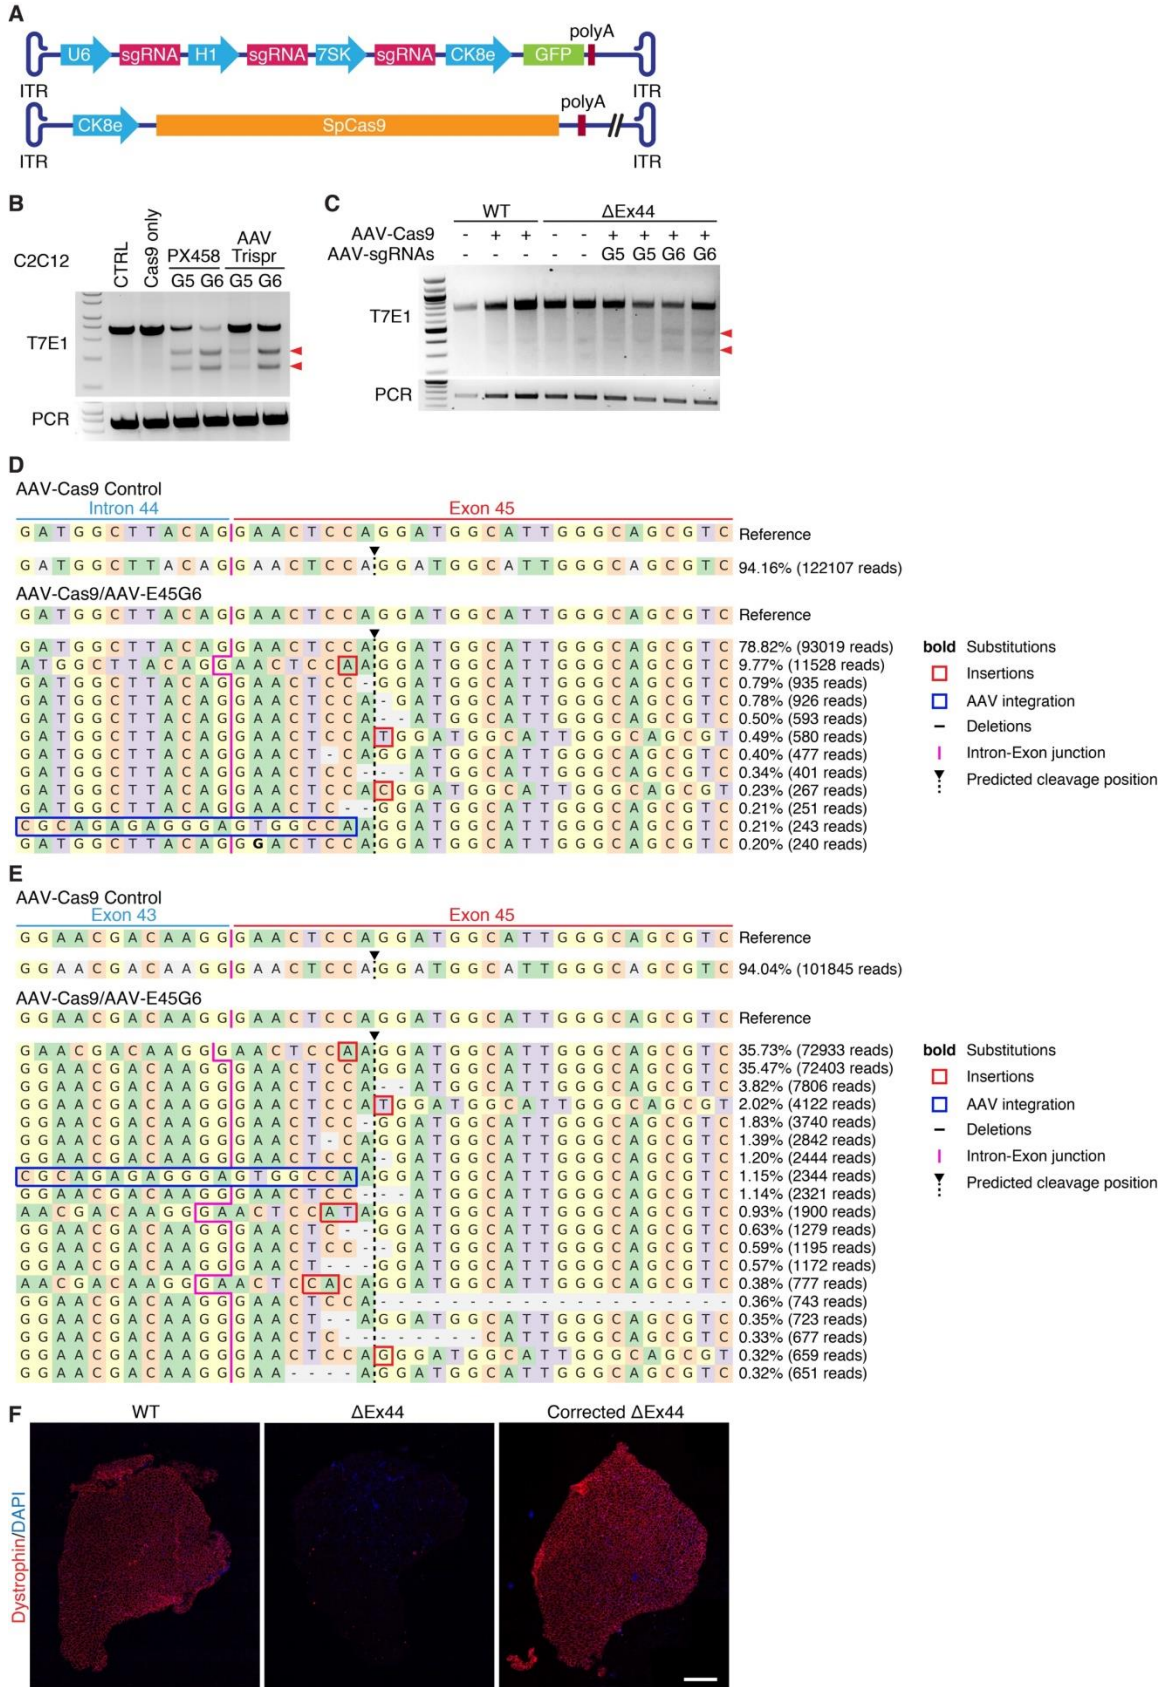 A
U6 sgRNA H1 sgRNA 7SK sgRNA CK8e GFP polyA
ITR ITR
CK8e SpCas9 polyA
ITR ITR
B
C2C12
CTRL
Cas9 only
PX458
AAV Trispr
G5 G6 G5 G6
T7E1
PCR
C
WT ΔEx44
AAV-Cas9 - + + - - + + + +
AAV-sgRNAs - - - - - G5 G5 G6 G6
T7E1
PCR
D
AAV-Cas9 Control
Intron 44 Exon 45
G A T G G C T T A C A G G A A C T C C A G G A T G G C A T T G G G C A G C G T C Reference
G A T G G C T T A C A G G A A C T C C A G G A T G G C A T T G G G C A G C G T C 94.16% (122107 reads)
AAV-Cas9/AAV-E45G6
G A T G G C T T A C A G G A A C T C C A G G A T G G C A T T G G G C A G C G T C Reference
G A T G G C T T A C A G G A A C T C C A G G A T G G C A T T G G G C A G C G T C 78.82% (93019 reads)
A T G G C T T A C A G G A A C T C C A A G G A T G G C A T T G G G C A G C G T C 9.77% (11528 reads)
G A T G G C T T A C A G G A A C T C C - G G A T G G C A T T G G G C A G C G T C 0.79% (935 reads)
G A T G G C T T A C A G G A A C T C C A - G A T G G C A T T G G G C A G C G T C 0.78% (926 reads)
G A T G G C T T A C A G G A A C T C C A - - A T G G C A T T G G G C A G C G T C 0.50% (593 reads)
G A T G G C T T A C A G G A A C T C C A T G G A T G G C A T T G G G C A G C G T 0.49% (580 reads)
G A T G G C T T A C A G G A A C T - C A G G A T G G C A T T G G G C A G C G T C 0.40% (477 reads)
G A T G G C T T A C A G G A A C T C C - - - A T G G C A T T G G G C A G C G T C 0.34% (401 reads)
G A T G G C T T A C A G G A A C T C C A C G G A T G G C A T T G G G C A G C G T 0.23% (267 reads)
G A T G G C T T A C A G G A A C T C - - G G A T G G C A T T G G G C A G C G T C 0.21% (251 reads)
C G C A G A G A G G G A G T G G C C A A G G A T G G C A T T G G G C A G C G T C 0.21% (243 reads)
G A T G G C T T A C A G G G A C T C C A G G A T G G C A T T G G G C A G C G T C 0.20% (240 reads)
bold Substitutions
Insertions
AAV integration
Deletions
Intron-Exon junction
Predicted cleavage position
E
AAV-Cas9 Control
Exon 43 Exon 45
G G A A C G A C A A G G G A A C T C C A G G A T G G C A T T G G G C A G C G T C Reference
G G A A C G A C A A G G G A A C T C C A G G A T G G C A T T G G G C A G C G T C 94.04% (101845 reads)
AAV-Cas9/AAV-E45G6
G G A A C G A C A A G G G A A C T C C A G G A T G G C A T T G G G C A G C G T C Reference
G A A C G A C A A G G G A A C T C C A A G G A T G G C A T T G G G C A G C G T C 35.73% (72933 reads)
G G A A C G A C A A G G G A A C T C C A G G A T G G C A T T G G G C A G C G T C 35.47% (72403 reads)
G G A A C G A C A A G G G A A C T C C A - - A T G G C A T T G G G C A G C G T C 3.82% (7806 reads)
G G A A C G A C A A G G G A A C T C C A T G G A T G G C A T T G G G C A G C G T 2.02% (4122 reads)
G G A A C G A C A A G G G A A C T C C - G G A T G G C A T T G G G C A G C G T C 1.83% (3740 reads)
G G A A C G A C A A G G G A A C T - C A G G A T G G C A T T G G G C A G C G T C 1.39% (2842 reads)
G G A A C G A C A A G G G A A C T C C A - G A T G G C A T T G G G C A G C G T C 1.20% (2444 reads)
C G C A G A G A G G G A G T G G C C A A G G A T G G C A T T G G G C A G C G T C 1.15% (2344 reads)
G G A A C G A C A A G G G A A C T C C - - - A T G G C A T T G G G C A G C G T C 1.14% (2321 reads)
A A C G A C A A G G G A A C T C C A T A G G A T G G C A T T G G G C A G C G T C 0.93% (1900 reads)
G G A A C G A C A A G G G A A C T C - - G G A T G G C A T T G G G C A G C G T C 0.63% (1279 reads)
G G A A C G A C A A G G G A A C T C C - - G A T G G C A T T G G G C A G C G T C 0.59% (1195 reads)
G G A A C G A C A A G G G A A C T - - - G G A T G G C A T T G G G C A G C G T C 0.57% (1172 reads)
A A C G A C A A G G G A A C T C C A C A G G A T G G C A T T G G G C A G C G T C 0.38% (777 reads)
G G A A C G A C A A G G G A A C T C C A - - - - - - - - - - - - - - - - - - - - 0.36% (743 reads)
G G A A C G A C A A G G G A A C T - - A G G A T G G C A T T G G G C A G C G T C 0.35% (723 reads)
G G A A C G A C A A G G G A A C T C - - - - - - - - C A T T G G G C A G C G T C 0.33% (677 reads)
G G A A C G A C A A G G G A A C T C C A G G G A T G G C A T T G G G C A G C G T 0.32% (659 reads)
G G A A C G A C A A G G G A A - - - - A G G A T G G C A T T G G G C A G C G T C 0.32% (651 reads)
bold Substitutions
Insertions
AAV integration
Deletions
Intron-Exon junction
Predicted cleavage position
F
WT ΔEx44 Corrected ΔEx44
Dystrophin/DAPI